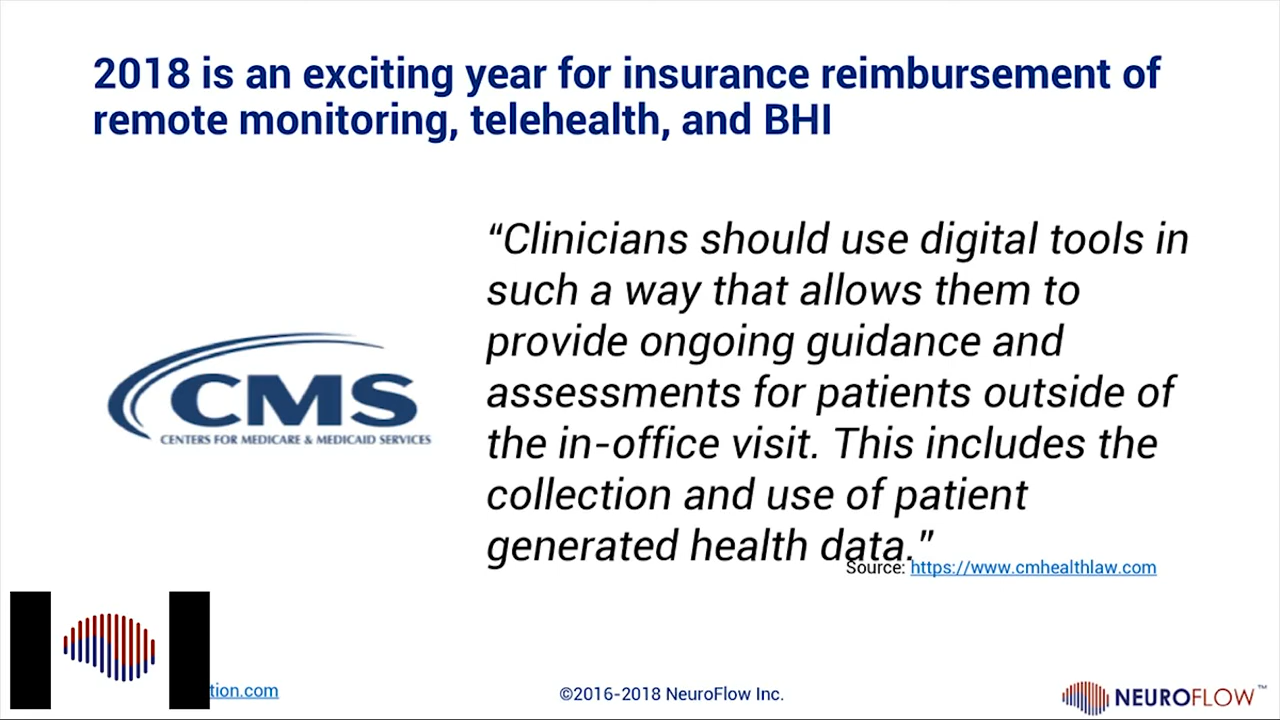 2018 is an exciting year for insurance reimbursement of
remote monitoring, telehealth, and BHI
“Clinicians should use digital tools in
such a way that allows them to
provide ongoing guidance and
assessments for patients outside of
the in-office visit. This includes the
collection and use of patient
generated health data.”
Source: https://www.cmhealthlaw.com
CMS
CENTERS FOR MEDICARE & MEDICAID SERVICES
tion.com
©2016-2018 NeuroFlow Inc.
NEUROFLOW™